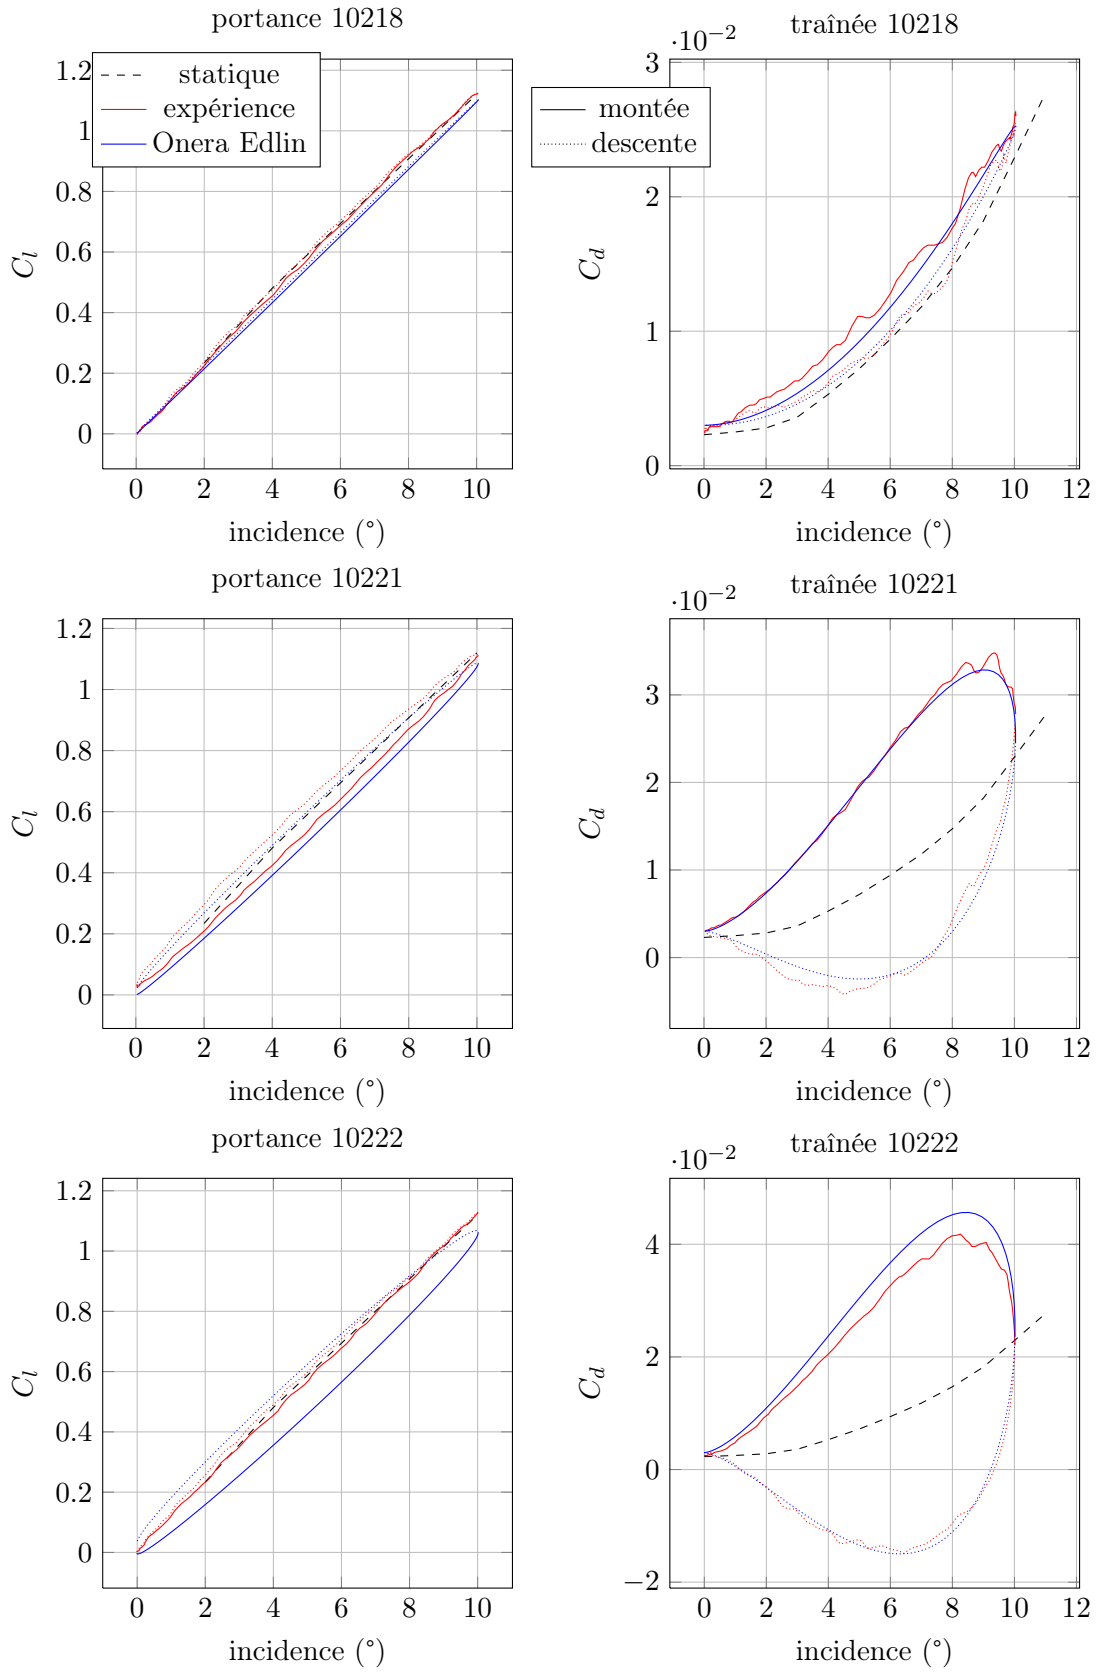 portance 10218
1.2
1
0.8
0.6
0.4
0.2
0
C_l
statique
expérience
Onera Edlin
0 2 4 6 8 10
incidence (°)
traînée 10218
·10⁻²
3
2
1
0
C_d
montée
descente
0 2 4 6 8 10 12
incidence (°)
portance 10221
1.2
1
0.8
0.6
0.4
0.2
0
C_l
0 2 4 6 8 10
incidence (°)
traînée 10221
·10⁻²
3
2
1
0
C_d
0 2 4 6 8 10 12
incidence (°)
portance 10222
1.2
1
0.8
0.6
0.4
0.2
0
C_l
0 2 4 6 8 10
incidence (°)
traînée 10222
·10⁻²
4
2
0
−2
C_d
0 2 4 6 8 10 12
incidence (°)